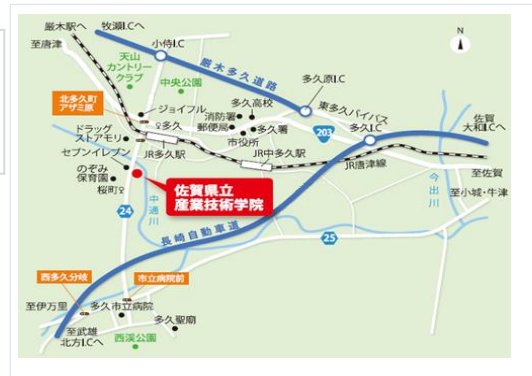 厳木駅へ
牧瀬I.Cへ
至唐津
小侍I.C
N
天山
カントリー
クラブ
中央公園
厳木多久道路
多久原I.C
北多久町
アザミ原
ジョイフル
多久高校
東多久バイパス
消防署
郵便局
多久署
市役所
203
多久I.C
佐賀
大和I.Cへ
ドラッグ
ストアモリ
♀多久
JR多久駅
JR中多久駅
JR唐津線
セブンイレブン
のぞみ
保育園
桜町♀
佐賀県立
産業技術学院
中通川
今出川
至佐賀
至小城・牛津
24
25
長崎自動車道
西多久分岐
市立病院前
至伊万里
多久市立病院
至武雄
北方I.Cへ
多久聖廟
西渓公園